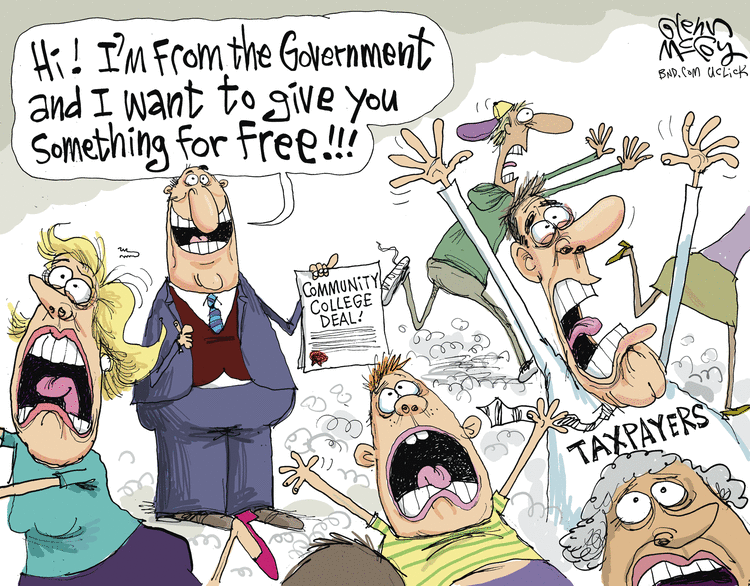 Hi! I'm from the Government
and I want to give you
something for free!!!
Glenn
McCoy
BND.com UClick
COMMUNITY
COLLEGE
DEAL!
TAXPAYERS